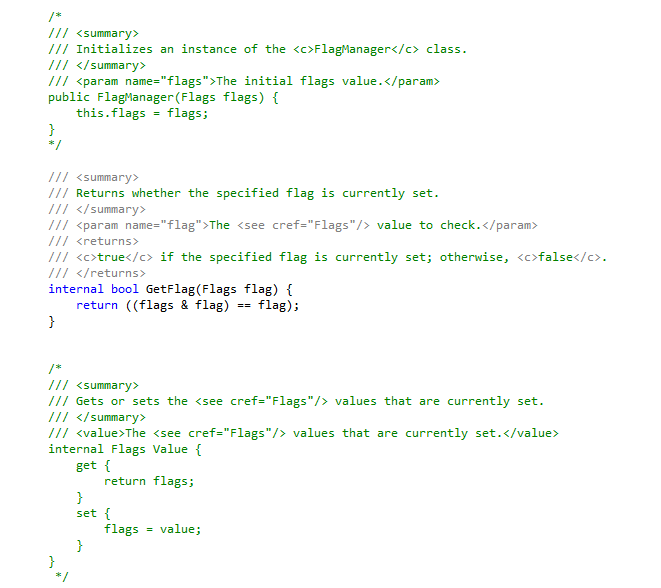 /*
/// <summary>
/// Initializes an instance of the <c>FlagManager</c> class.
/// </summary>
/// <param name="flags">The initial flags value.</param>
public FlagManager(Flags flags) {
    this.flags = flags;
}
*/

/// <summary>
/// Returns whether the specified flag is currently set.
/// </summary>
/// <param name="flag">The <see cref="Flags"/> value to check.</param>
/// <returns>
/// <c>true</c> if the specified flag is currently set; otherwise, <c>false</c>.
/// </returns>
internal bool GetFlag(Flags flag) {
    return ((flags & flag) == flag);
}

/*
/// <summary>
/// Gets or sets the <see cref="Flags"/> values that are currently set.
/// </summary>
/// <value>The <see cref="Flags"/> values that are currently set.</value>
internal Flags Value {
    get {
        return flags;
    }
    set {
        flags = value;
    }
}
 */